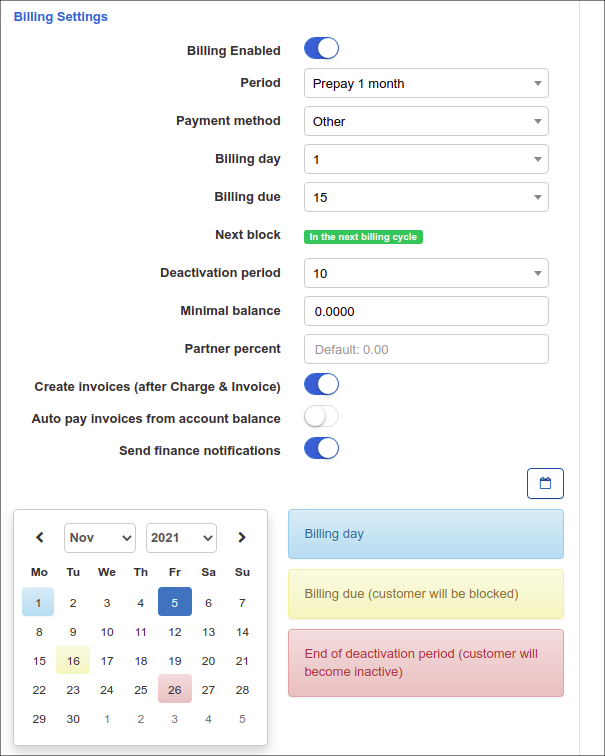 Billing Settings
Billing Enabled
Period Prepay 1 month
Payment method Other
Billing day 1
Billing due 15
Next block In the next billing cycle
Deactivation period 10
Minimal balance 0.0000
Partner percent Default: 0.00
Create invoices (after Charge & Invoice)
Auto pay invoices from account balance
Send finance notifications
Nov 2021
Mo Tu We Th Fr Sa Su
1 2 3 4 5 6 7
8 9 10 11 12 13 14
15 16 17 18 19 20 21
22 23 24 25 26 27 28
29 30 1 2 3 4 5
Billing day
Billing due (customer will be blocked)
End of deactivation period (customer will
become inactive)